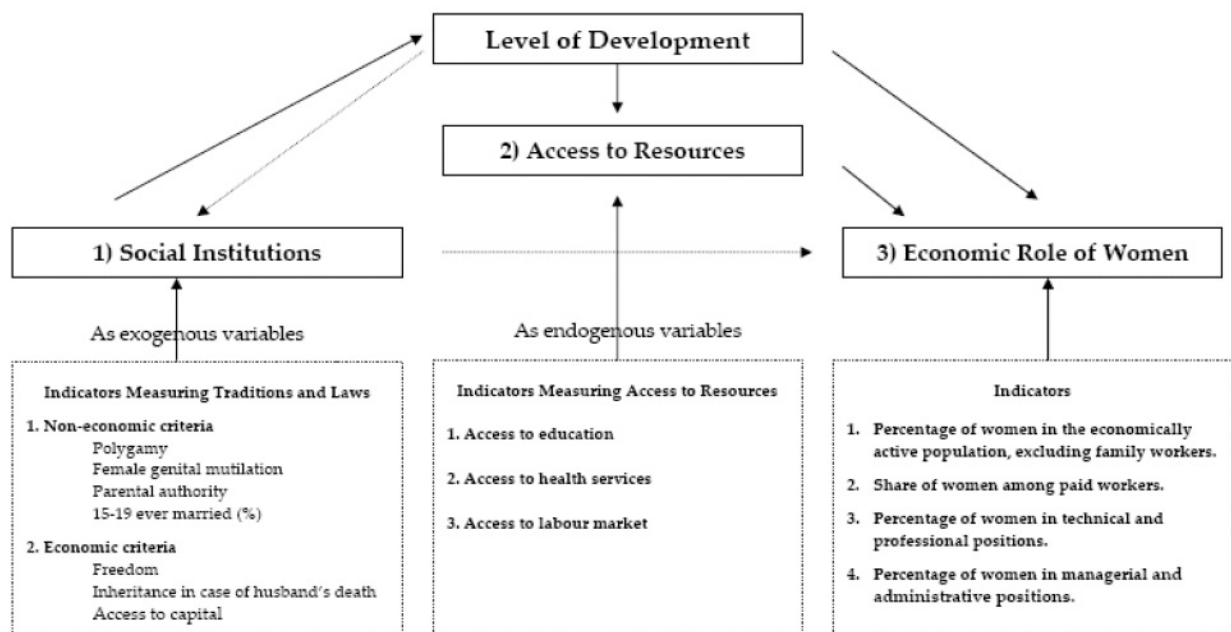 Level of Development
2) Access to Resources
1) Social Institutions
3) Economic Role of Women
As exogenous variables
As endogenous variables
Indicators Measuring Traditions and Laws
1. Non-economic criteria
Polygamy
Female genital mutilation
Parental authority
15-19 ever married (%)
2. Economic criteria
Freedom
Inheritance in case of husband's death
Access to capital
Indicators Measuring Access to Resources
1. Access to education
2. Access to health services
3. Access to labour market
Indicators
1. Percentage of women in the economically
active population, excluding family workers.
2. Share of women among paid workers.
3. Percentage of women in technical and
professional positions.
4. Percentage of women in managerial and
administrative positions.